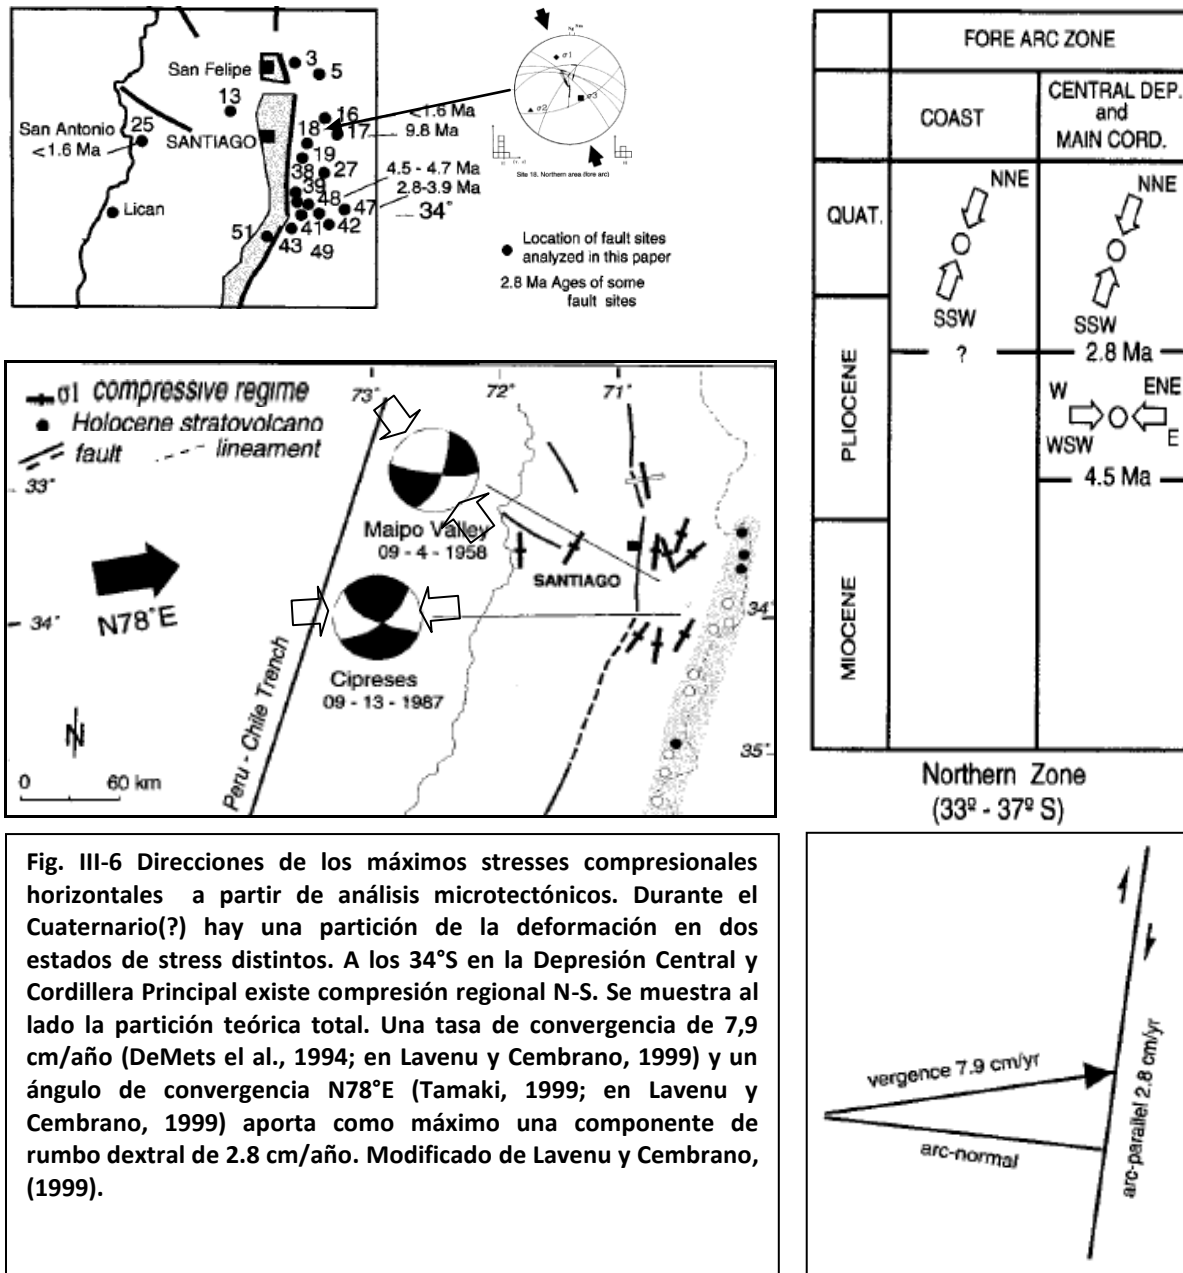 San Felipe
3
5
13
16
<1.6 Ma
25
San Antonio
<1.6 Ma
SANTIAGO
18
17
9.8 Ma
19
38
27
4.5 - 4.7 Ma
39
48
2.8-3.9 Ma
Lican
47
34°
41
42
51
43
49
σ1
σ2
σ3
Site 18. Northern area (fore arc)
Location of fault sites
analyzed in this paper
2.8 Ma Ages of some
fault sites
FORE ARC ZONE
COAST
CENTRAL DEP.
and
MAIN CORD.
QUAT.
NNE
NNE
SSW
SSW
?
2.8 Ma
PLIOCENE
W
ENE
WSW
E
4.5 Ma
MIOCENE
Northern Zone
(33º - 37º S)
σ1 compressive regime
Holocene stratovolcano
fault
lineament
73°
72°
71°
33°
Maipo Valley
09 - 4 - 1958
SANTIAGO
N78°E
34°
34°
Cipreses
09 - 13 - 1987
Peru - Chile Trench
N
0
60 km
35°
Fig. III-6 Direcciones de los máximos stresses compresionales
horizontales a partir de análisis microtectónicos. Durante el
Cuaternario(?) hay una partición de la deformación en dos
estados de stress distintos. A los 34°S en la Depresión Central y
Cordillera Principal existe compresión regional N-S. Se muestra al
lado la partición teórica total. Una tasa de convergencia de 7,9
cm/año (DeMets el al., 1994; en Lavenu y Cembrano, 1999) y un
ángulo de convergencia N78°E (Tamaki, 1999; en Lavenu y
Cembrano, 1999) aporta como máximo una componente de
rumbo dextral de 2.8 cm/año. Modificado de Lavenu y Cembrano,
(1999).
vergence 7.9 cm/yr
arc-normal
arc-parallel 2.8 cm/yr